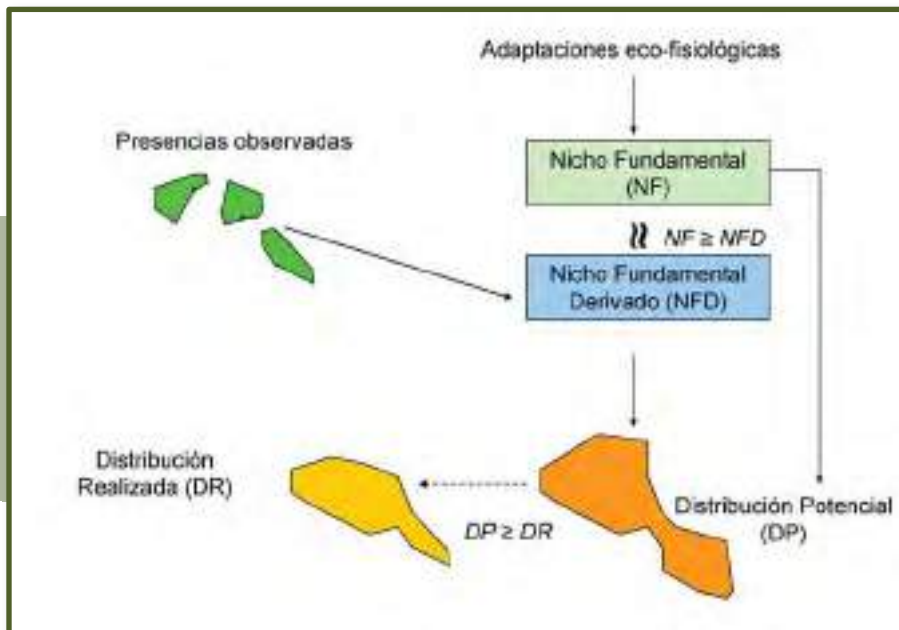 Adaptaciones eco-fisiológicas
Presencias observadas
Nicho Fundamental
(NF)
NF ≥ NFD
Nicho Fundamental
Derivado (NFD)
Distribución
Realizada (DR)
DP ≥ DR
Distribución Potencial
(DP)